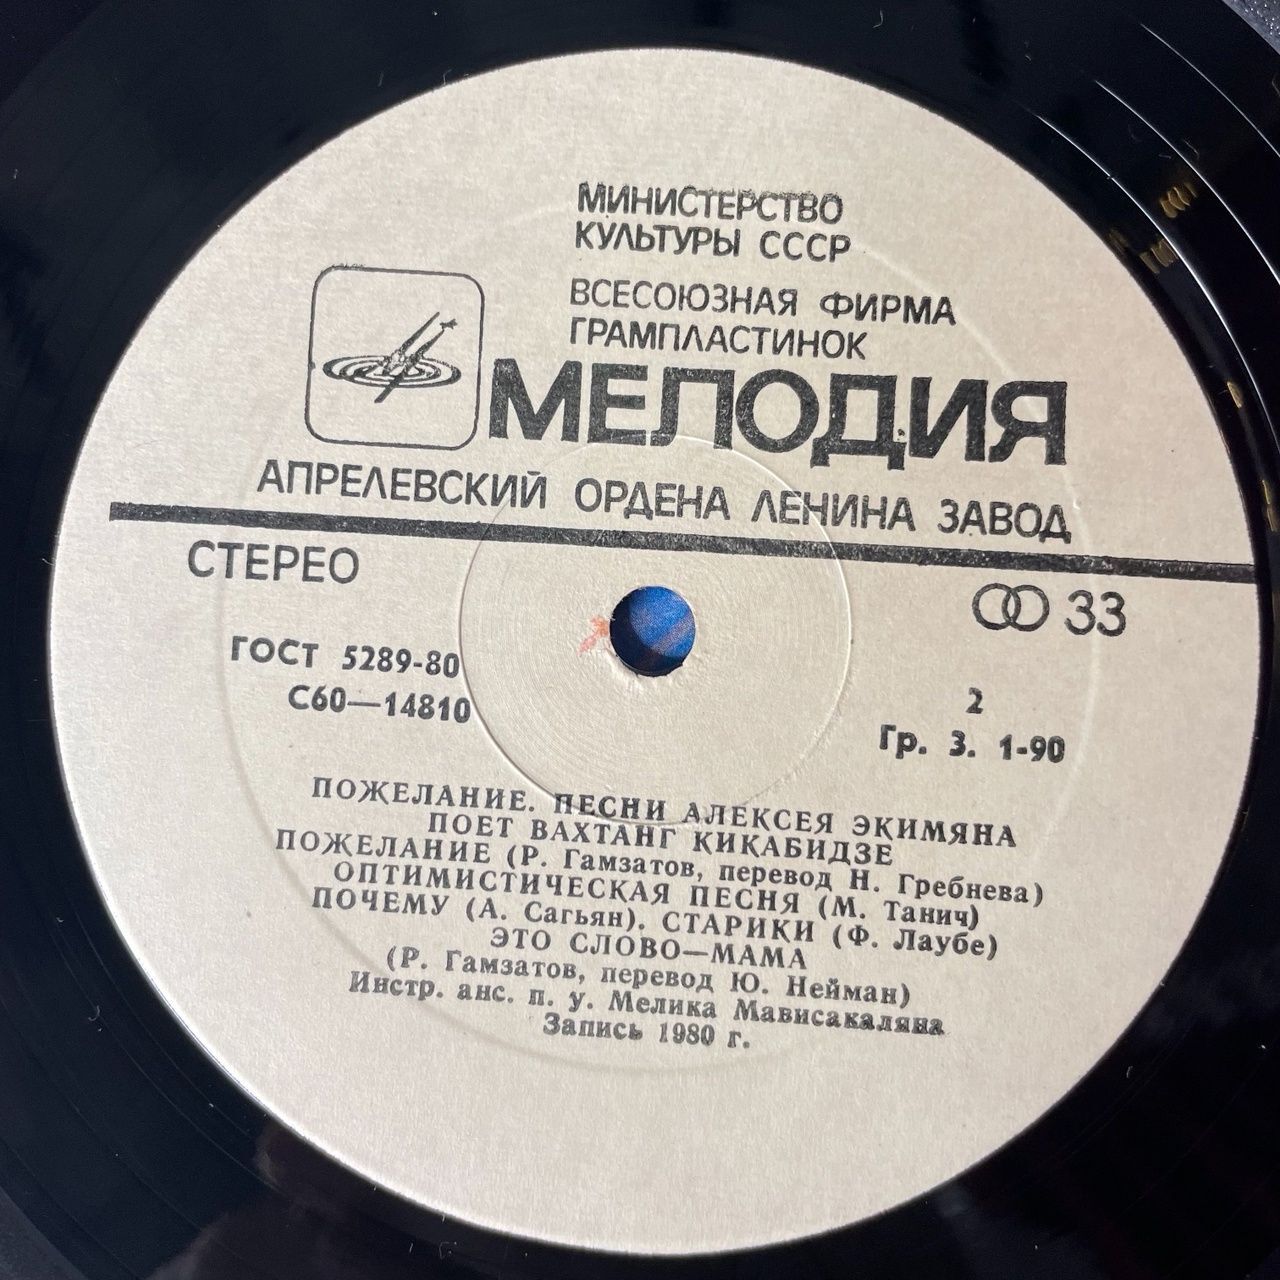 МИНИСТЕРСТВО
КУЛЬТУРЫ СССР
ВСЕСОЮЗНАЯ ФИРМА
ГРАМПЛАСТИНОК
МЕЛОДИЯ
АПРЕЛЕВСКИЙ ОРДЕНА ЛЕНИНА ЗАВОД
СТЕРЕО
33
ГОСТ 5289-80
С60—14810
2
Гр. 3. 1-90
ПОЖЕЛАНИЕ. ПЕСНИ АЛЕКСЕЯ ЭКИМЯНА
ПОЕТ ВАХТАНГ КИКАБИДЗЕ
ПОЖЕЛАНИЕ (Р. Гамзатов, перевод Н. Гребнева)
ОПТИМИСТИЧЕСКАЯ ПЕСНЯ (М. Танич)
ПОЧЕМУ (А. Сагьян). СТАРИКИ (Ф. Лаубе)
ЭТО СЛОВО—МАМА
(Р. Гамзатов, перевод Ю. Нейман)
Инстр. анс. п. у. Мелика Мависакаляна
Запись 1980 г.